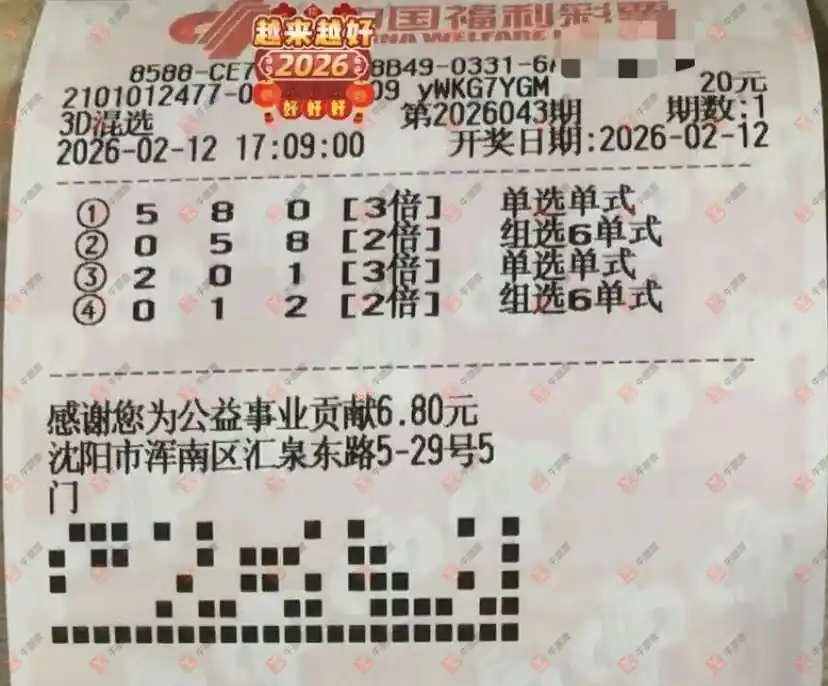 中国福利彩票
CHINA WELFARE
越来越好
2026
好好好
8588-CE7 8B49-0331-6
2101012477-0 09 yWKG7YGM 20元
3D混选 第2026043期 期数:1
2026-02-12 17:09:00 开奖日期:2026-02-12
① 5 8 0 [3倍] 单选单式
② 0 5 8 [2倍] 组选6单式
③ 2 0 1 [3倍] 单选单式
④ 0 1 2 [2倍] 组选6单式
感谢您为公益事业贡献6.80元
沈阳市浑南区汇泉东路5-29号5
门